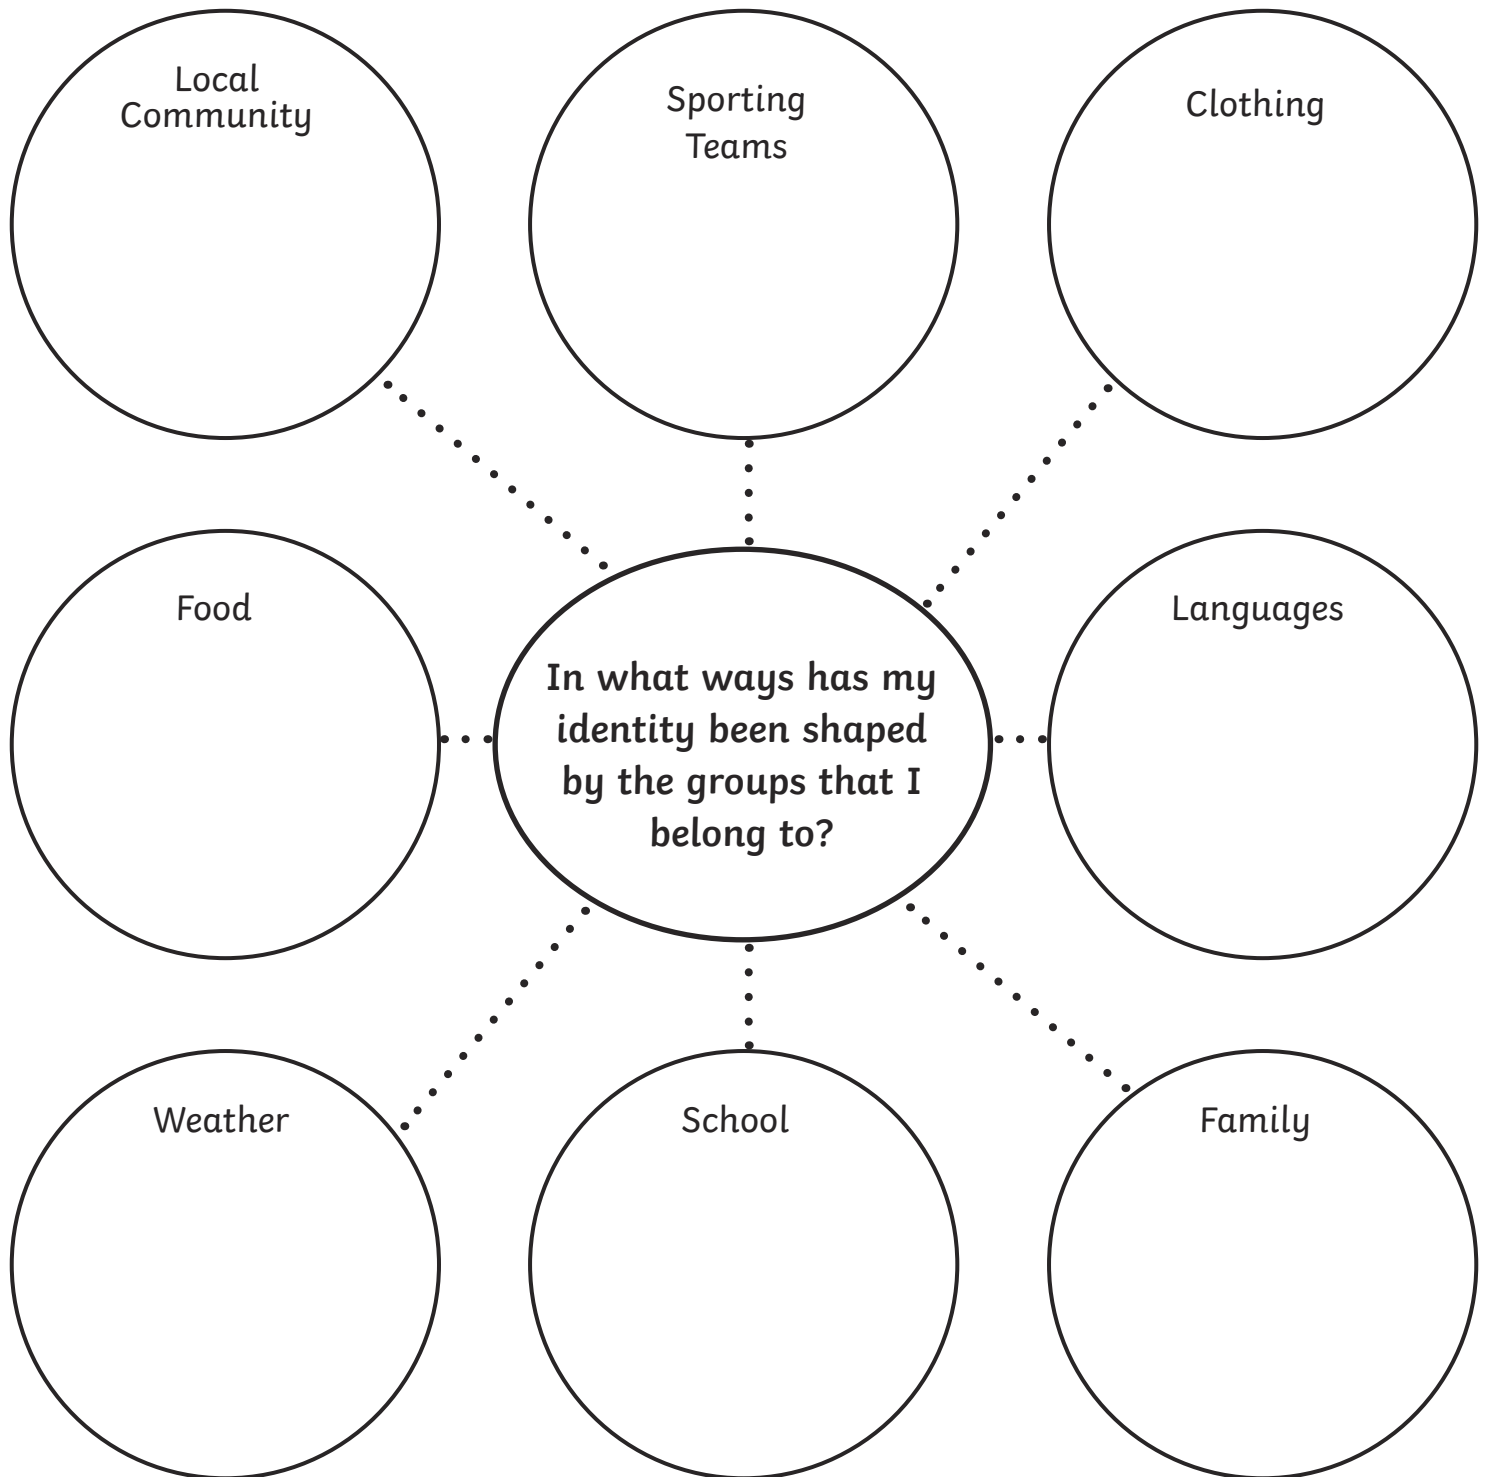 Local
Community
Sporting
Teams
Clothing
Food
In what ways has my
identity been shaped
by the groups that I
belong to?
Languages
Weather
School
Family